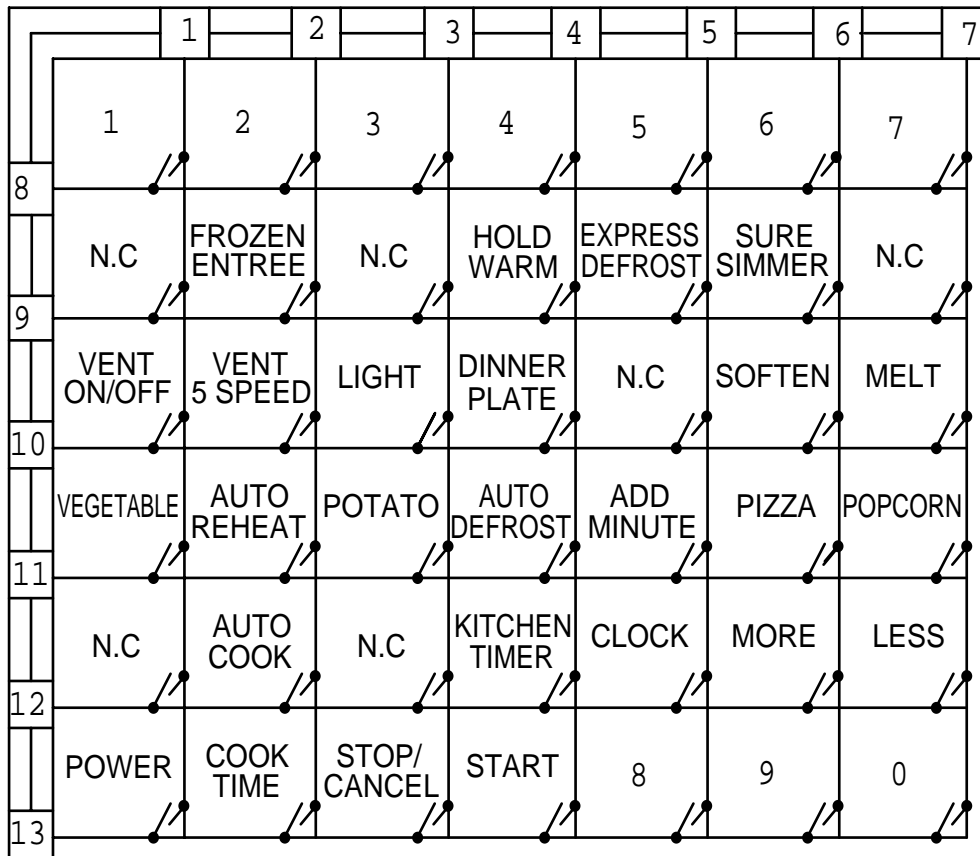 1 2 3 4 5 6 7
1 2 3 4 5 6 7
8
N.C FROZEN ENTREE N.C HOLD WARM EXPRESS DEFROST SURE SIMMER N.C
9
VENT ON/OFF VENT 5 SPEED LIGHT DINNER PLATE N.C SOFTEN MELT
10
VEGETABLE AUTO REHEAT POTATO AUTO DEFROST ADD MINUTE PIZZA POPCORN
11
N.C AUTO COOK N.C KITCHEN TIMER CLOCK MORE LESS
12
POWER COOK TIME STOP/ CANCEL START 8 9 0
13